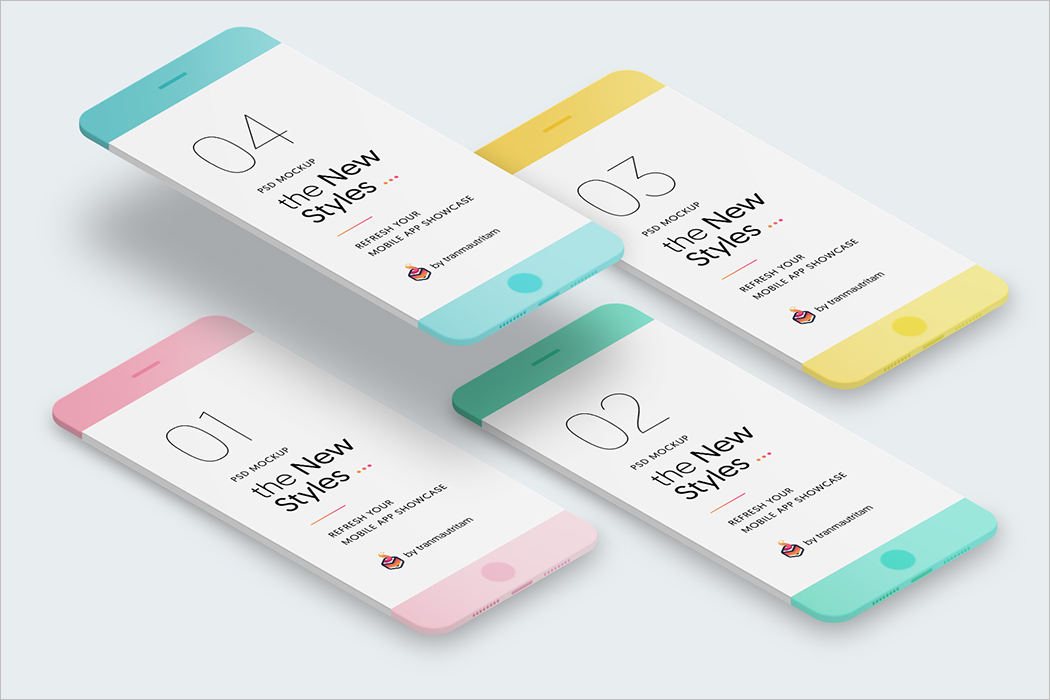 04
PSD MOCKUP
the New
Styles ...
REFRESH YOUR
MOBILE APP SHOWCASE
by tranmautritam
03
PSD MOCKUP
the New
Styles ...
REFRESH YOUR
MOBILE APP SHOWCASE
by tranmautritam
01
PSD MOCKUP
the New
Styles ...
REFRESH YOUR
MOBILE APP SHOWCASE
by tranmautritam
02
PSD MOCKUP
the New
Styles ...
REFRESH YOUR
MOBILE APP SHOWCASE
by tranmautritam